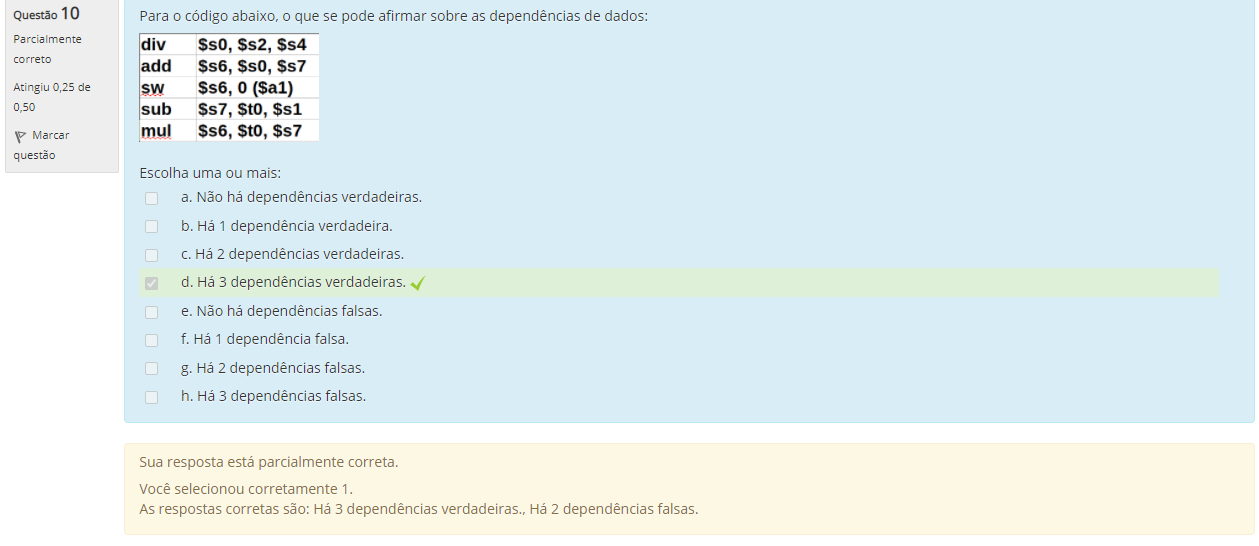 Questão 10
Parcialmente
correto
Atingiu 0,25 de
0,50
Marcar
questão
Para o código abaixo, o que se pode afirmar sobre as dependências de dados:
div $s0, $s2, $s4
add $s6, $s0, $s7
sw $s6, 0 ($a1)
sub $s7, $t0, $s1
mul $s6, $t0, $s7
Escolha uma ou mais:
a. Não há dependências verdadeiras.
b. Há 1 dependência verdadeira.
c. Há 2 dependências verdadeiras.
d. Há 3 dependências verdadeiras.
e. Não há dependências falsas.
f. Há 1 dependência falsa.
g. Há 2 dependências falsas.
h. Há 3 dependências falsas.
Sua resposta está parcialmente correta.
Você selecionou corretamente 1.
As respostas corretas são: Há 3 dependências verdadeiras., Há 2 dependências falsas.